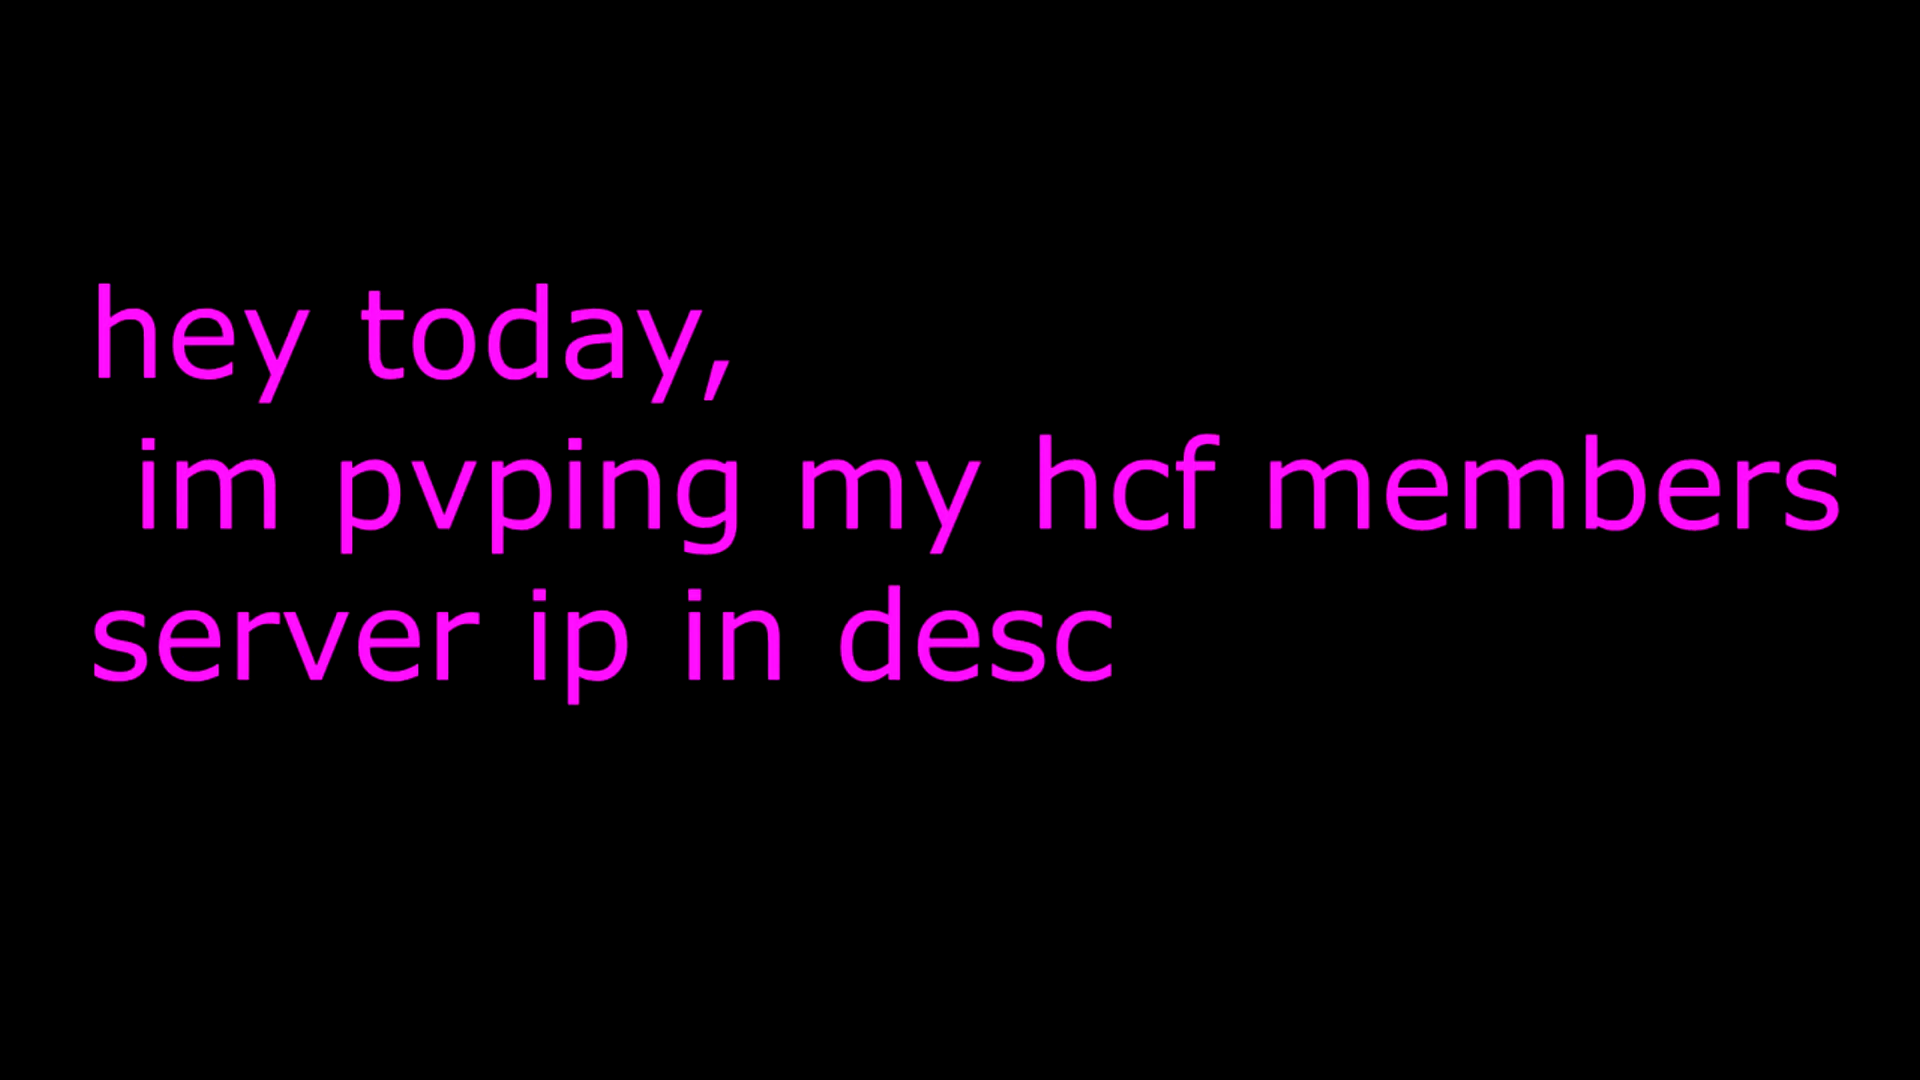 hey today,
im pvping my hcf members
server ip in desc